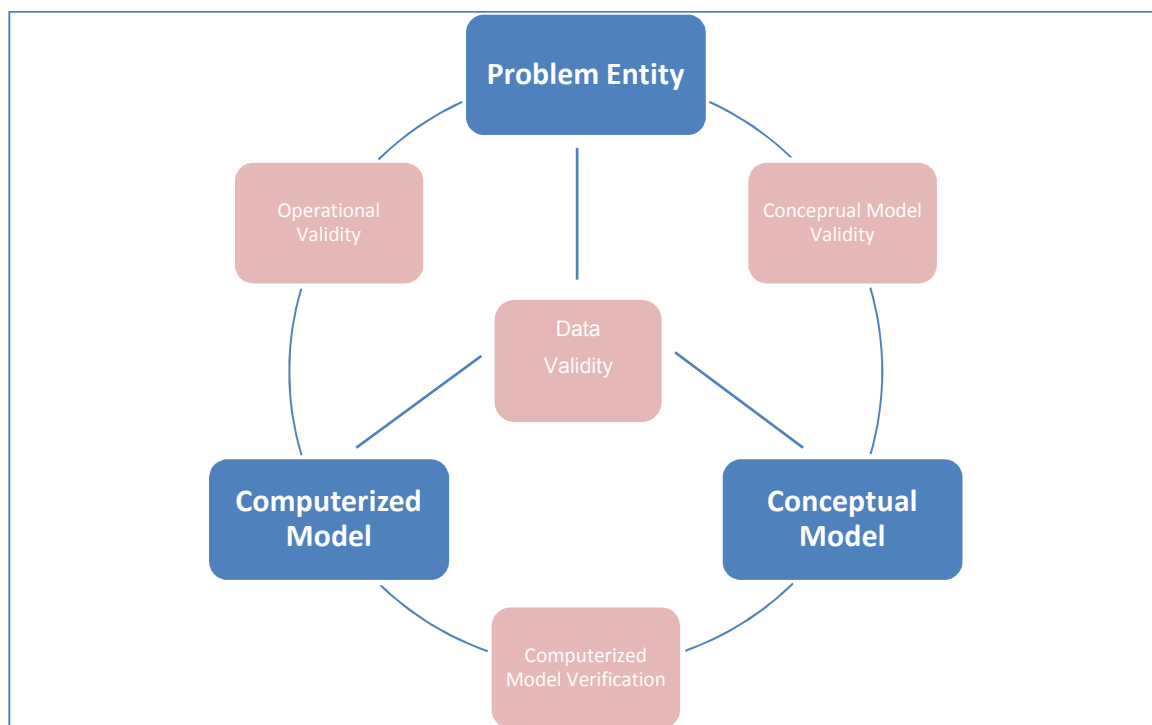 Problem Entity
Operational
Validity
Conceprual Model
Validity
Data
Validity
Computerized
Model
Conceptual
Model
Computerized
Model Verification